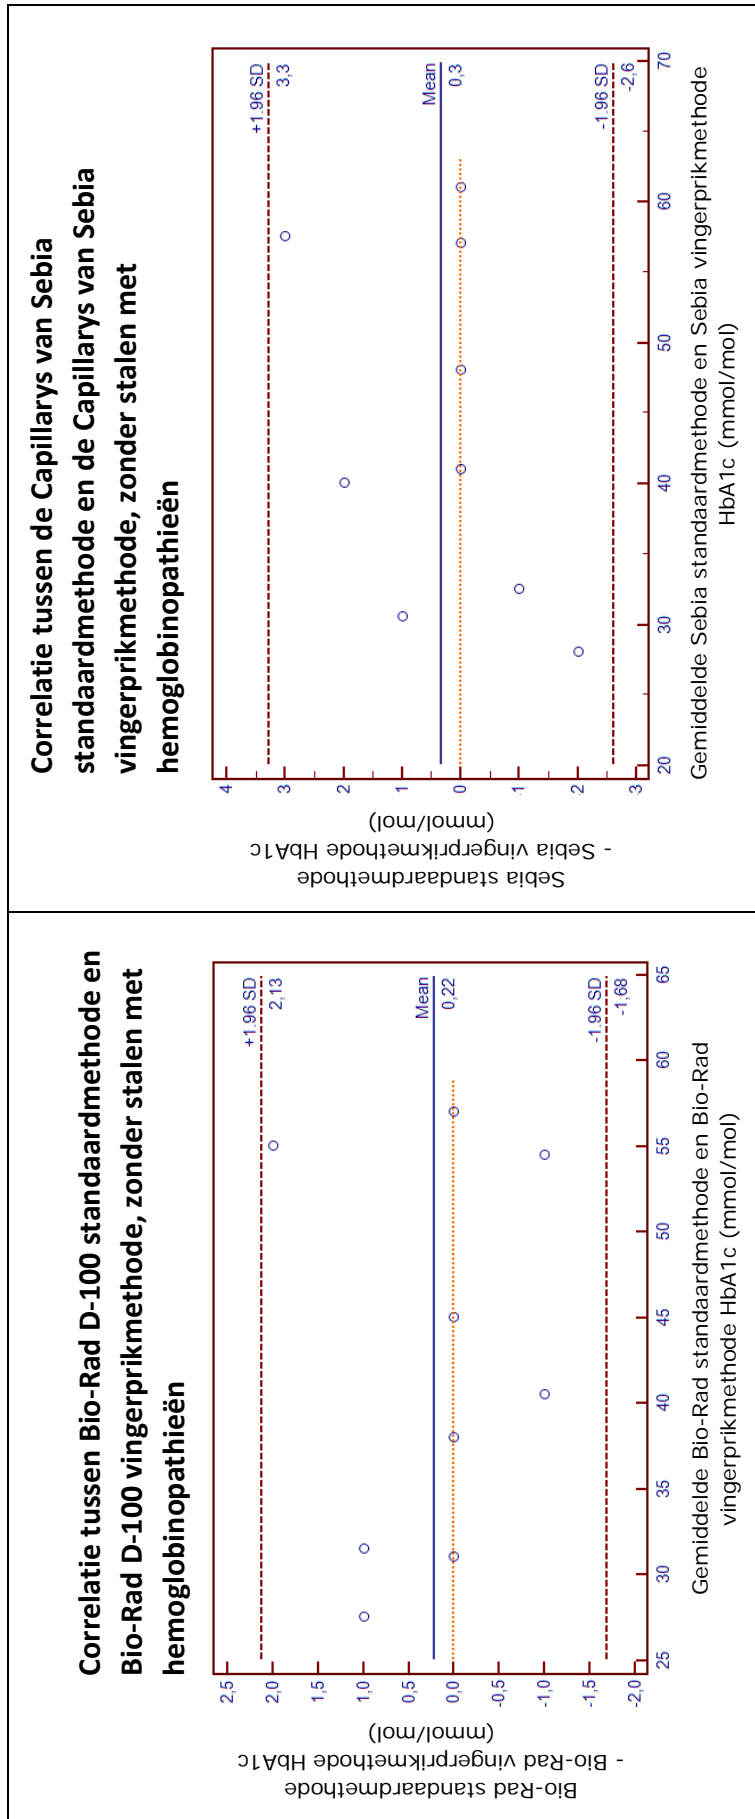 Correlatie tussen Bio-Rad D-100 standaardmethode en
Bio-Rad D-100 vingerprikmethode, zonder stalen met
hemoglobinopathieën
Bio-Rad standaardmethode
- Bio-Rad vingerprikmethode HbA1c
(mmol/mol)
2,5
2,0
1,5
1,0
0,5
0,0
-0,5
-1,0
-1,5
-2,0
+1.96 SD
2,13
Mean
0,22
-1.96 SD
-1,68
25 30 35 40 45 50 55 60 65
Gemiddelde Bio-Rad standaardmethode en Bio-Rad
vingerprikmethode HbA1c (mmol/mol)
Correlatie tussen de Capillarys van Sebia
standaardmethode en de Capillarys van Sebia
vingerprikmethode, zonder stalen met
hemoglobinopathieën
Sebia standaardmethode
- Sebia vingerprikmethode HbA1c
(mmol/mol)
4
3
2
1
0
-1
-2
-3
+1.96 SD
3,3
Mean
0,3
-1.96 SD
-2,6
20 30 40 50 60 70
Gemiddelde Sebia standaardmethode en Sebia vingerprikmethode
HbA1c (mmol/mol)